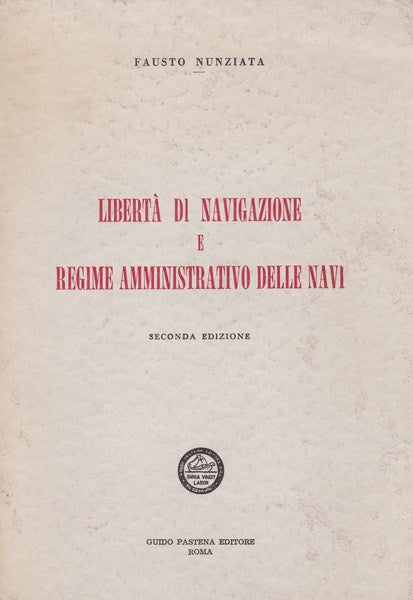 FAUSTO NUNZIATA
LIBERTÀ DI NAVIGAZIONE
E
REGIME AMMINISTRATIVO DELLE NAVI
SECONDA EDIZIONE
OMNIA VINCIT
LABOR
GUIDO PASTENA EDITORE
ROMA